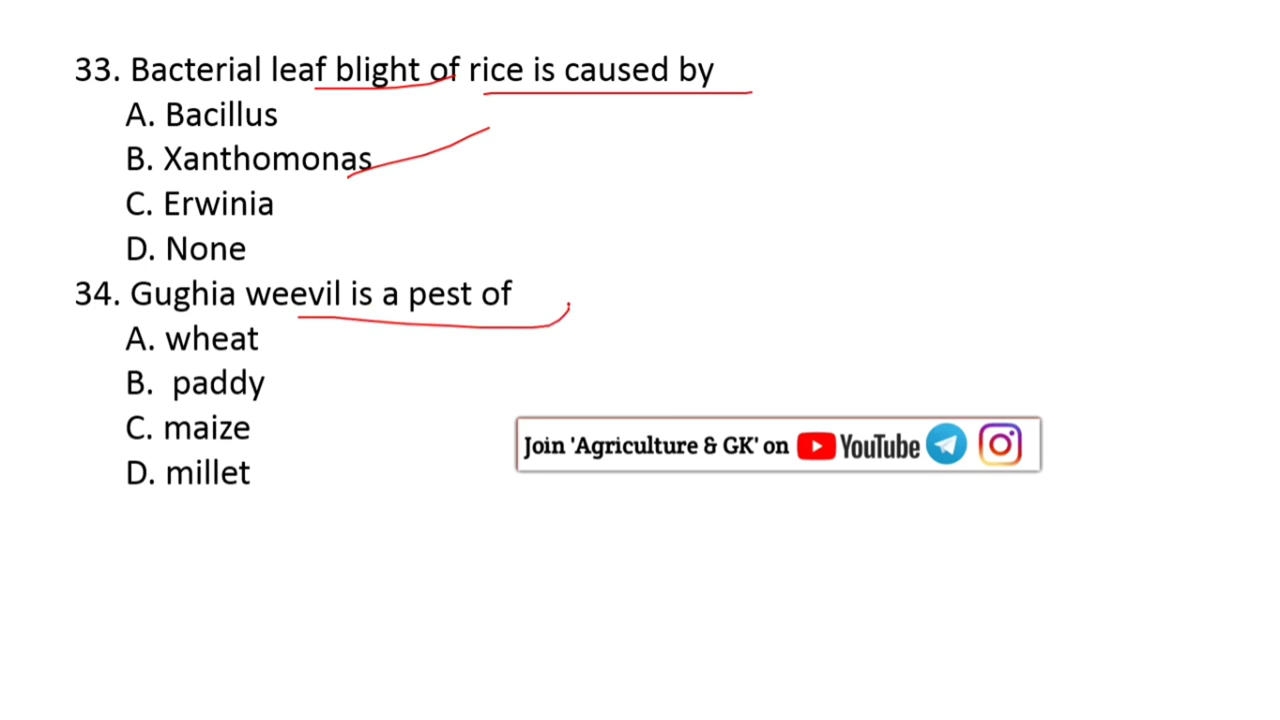 33. Bacterial leaf blight of rice is caused by
A. Bacillus
B. Xanthomonas
C. Erwinia
D. None
34. Gughia weevil is a pest of
A. wheat
B. paddy
C. maize
D. millet
Join 'Agriculture & GK' on YouTube